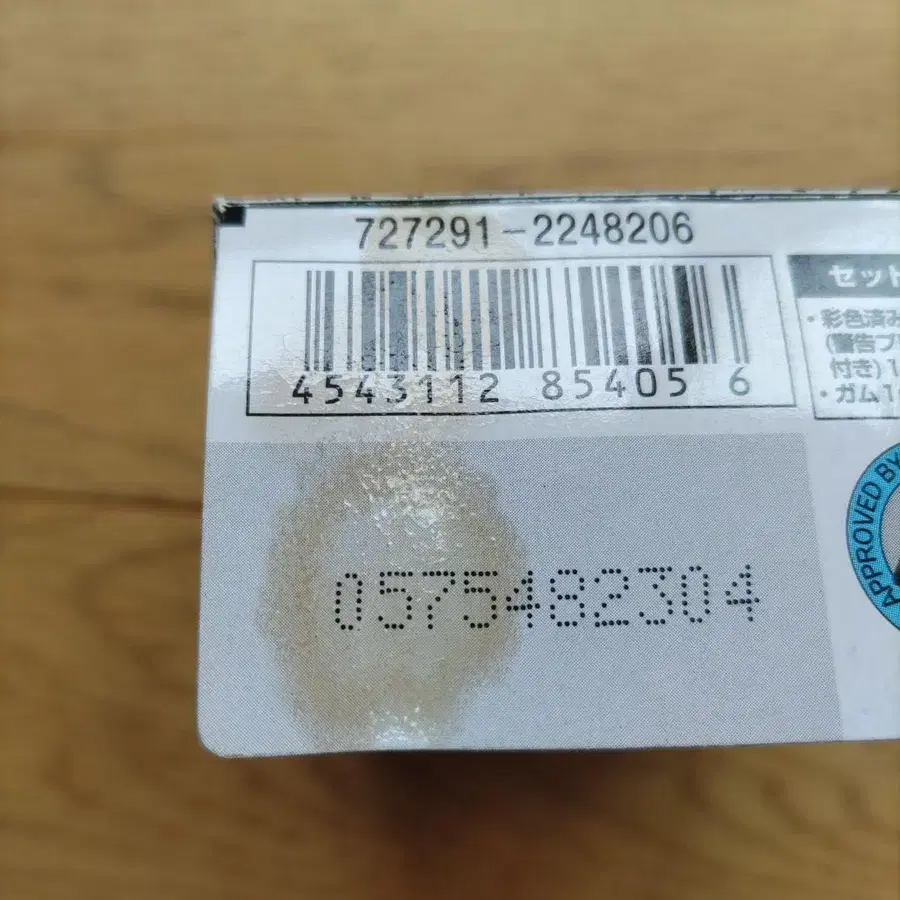 727291-2248206
4543112 85405 6
セット
・彩色済み
(警告プ
付き)1
・ガム1
0575482304
APPROVED BY